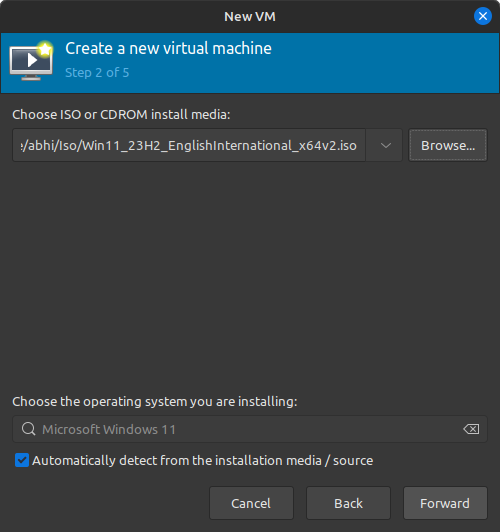 New VM
Create a new virtual machine
Step 2 of 5
Choose ISO or CDROM install media:
e/abhi/Iso/Win11_23H2_EnglishInternational_x64v2.iso
Browse...
Choose the operating system you are installing:
Microsoft Windows 11
Automatically detect from the installation media / source
Cancel
Back
Forward